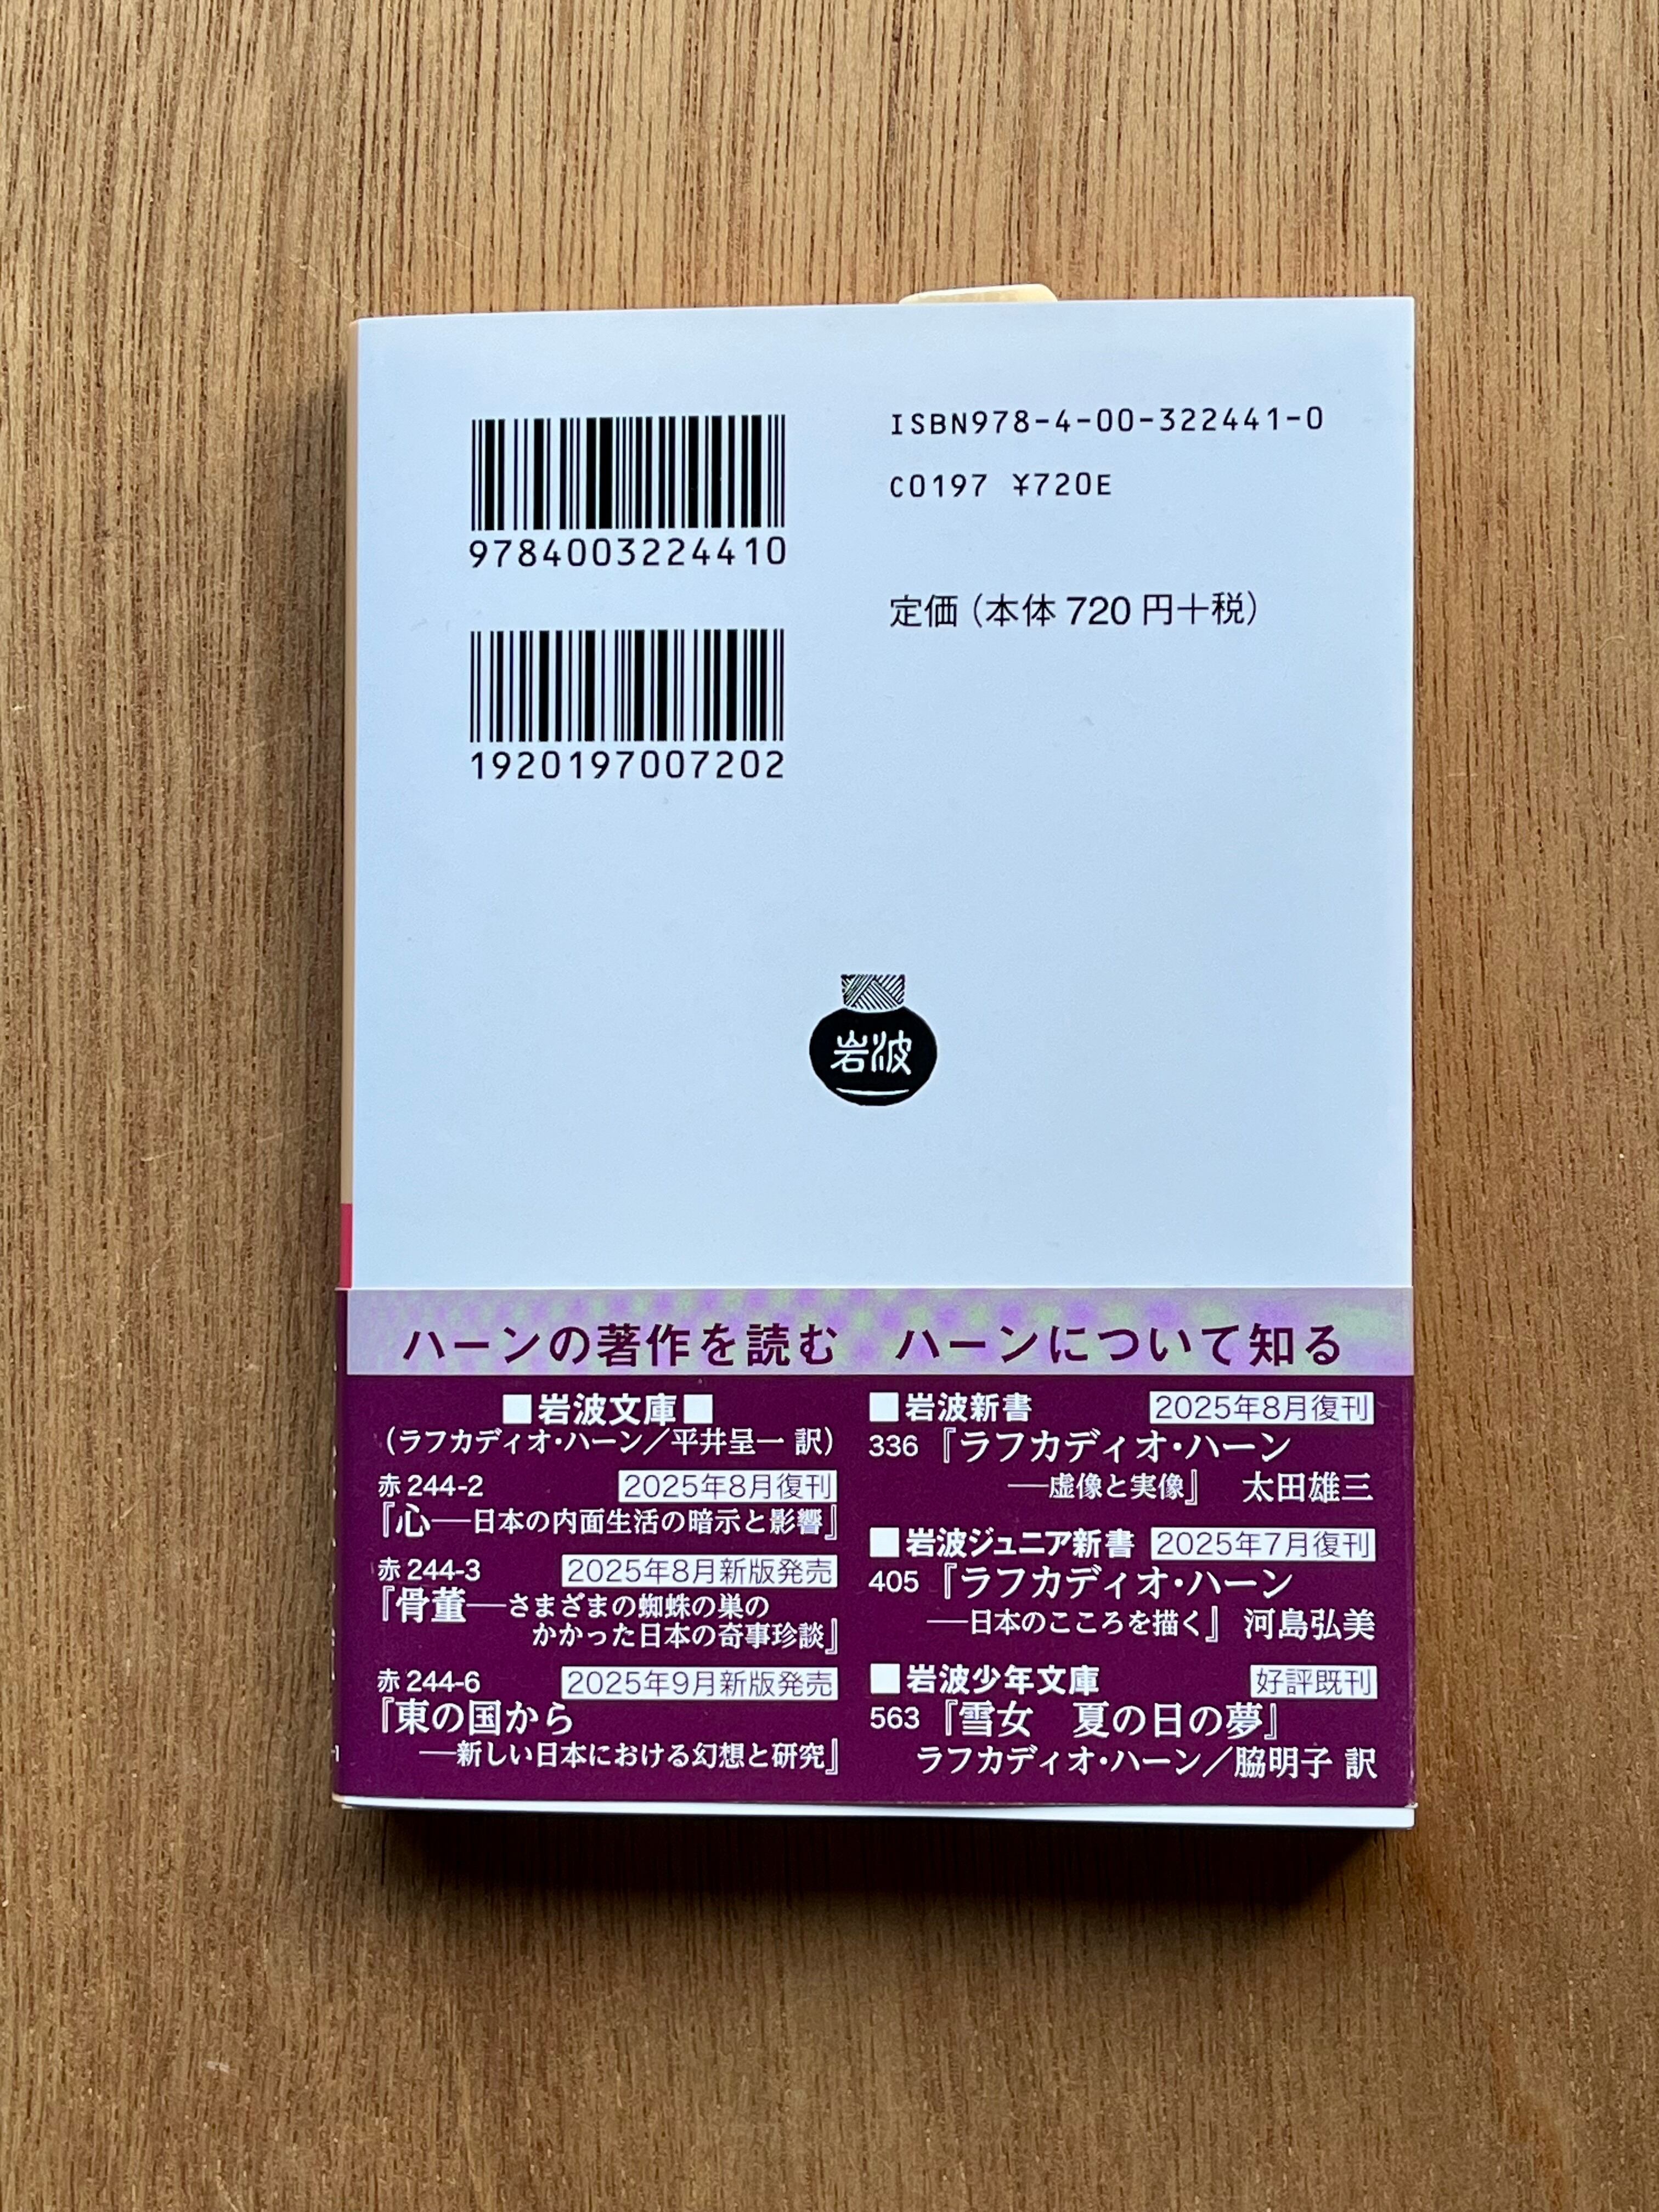 9784003224410
1920197007202
ISBN978-4-00-322441-0
C0197 ¥720E
定価（本体 720 円＋税）
岩波
ハーンの著作を読む　ハーンについて知る
■岩波文庫■
（ラフカディオ・ハーン／平井呈一 訳）
赤 244-2 2025年8月復刊
『心──日本の内面生活の暗示と影響』
赤 244-3 2025年8月新版発売
『骨董──さまざまの蜘蛛の巣の
かかった日本の奇事珍談』
赤 244-6 2025年9月新版発売
『東の国から
──新しい日本における幻想と研究』
■岩波新書 2025年8月復刊
336『ラフカディオ・ハーン
──虚像と実像』　太田雄三
■岩波ジュニア新書 2025年7月復刊
405『ラフカディオ・ハーン
──日本のこころを描く』 河島弘美
■岩波少年文庫 好評既刊
563『雪女　夏の日の夢』
ラフカディオ・ハーン／脇明子 訳